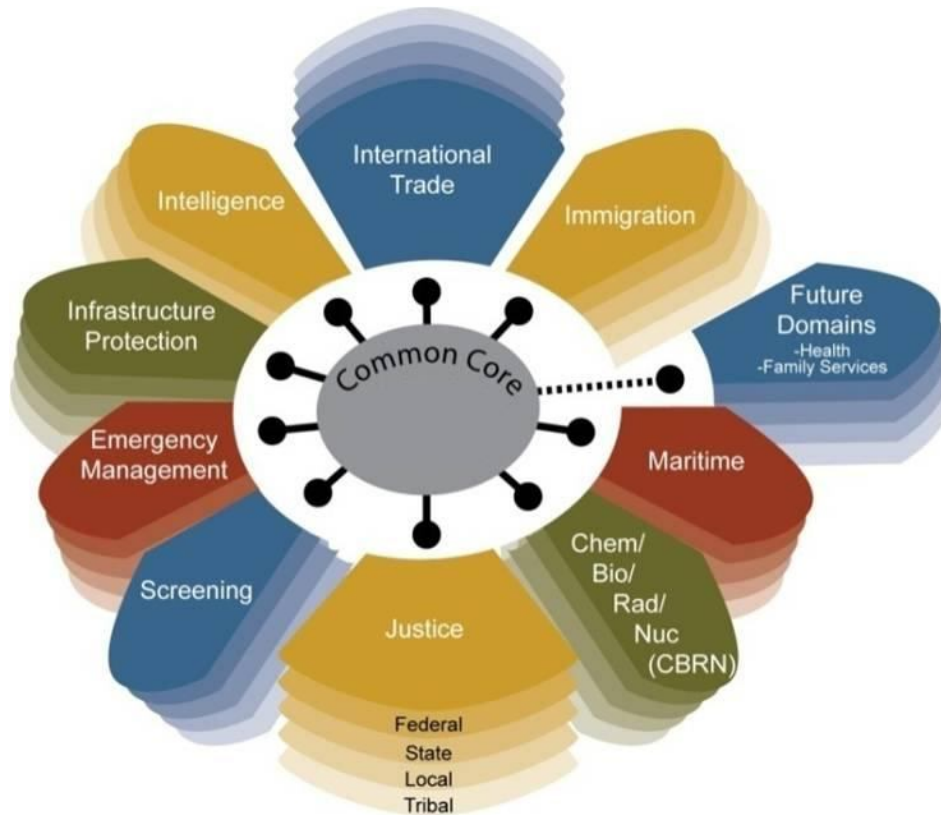 International
Trade
Intelligence
Immigration
Infrastructure
Protection
Future
Domains
-Health
-Family Services
Common Core
Emergency
Management
Maritime
Screening
Justice
Chem/
Bio/
Rad/
Nuc
(CBRN)
Federal
State
Local
Tribal